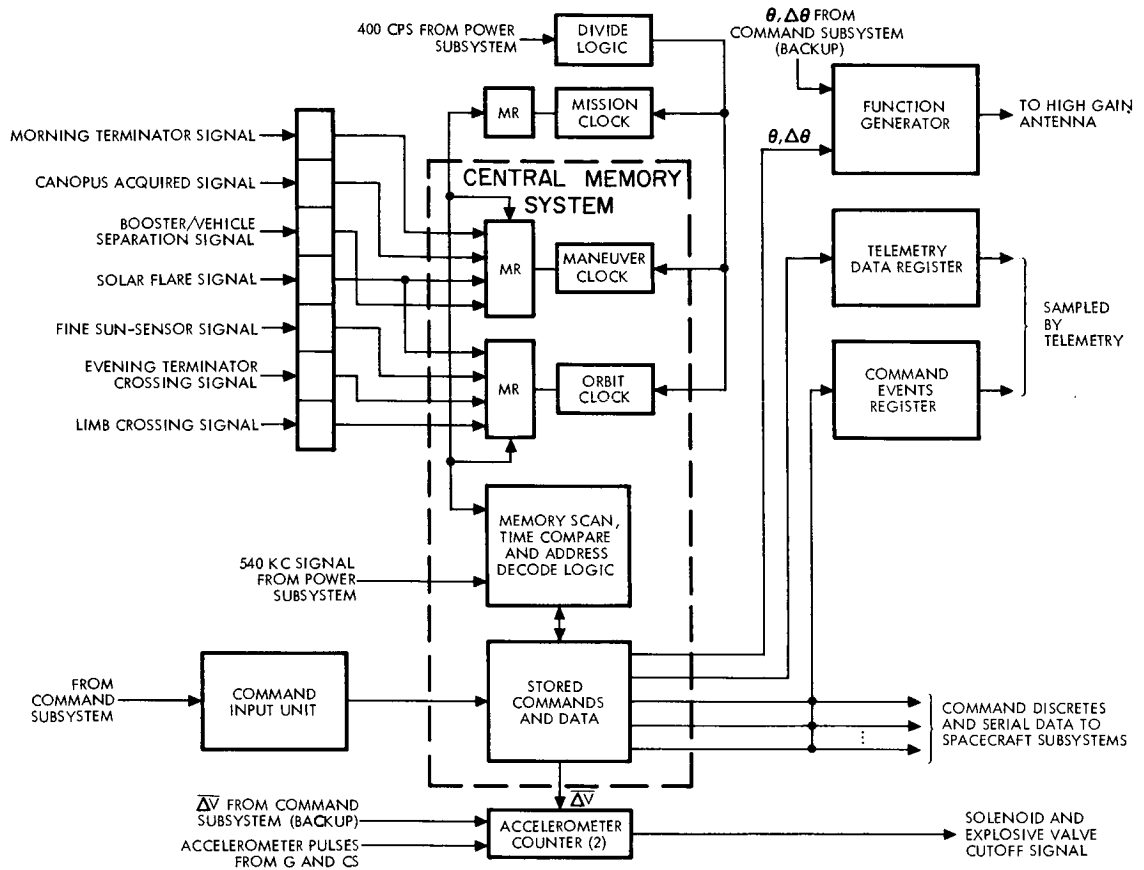 400 CPS FROM POWER
SUBSYSTEM
DIVIDE
LOGIC
θ, Δθ FROM
COMMAND SUBSYSTEM
(BACKUP)
MR
MISSION
CLOCK
FUNCTION
GENERATOR
TO HIGH GAIN
ANTENNA
θ, Δθ
MORNING TERMINATOR SIGNAL
CANOPUS ACQUIRED SIGNAL
BOOSTER/VEHICLE
SEPARATION SIGNAL
SOLAR FLARE SIGNAL
FINE SUN-SENSOR SIGNAL
EVENING TERMINATOR
CROSSING SIGNAL
LIMB CROSSING SIGNAL
CENTRAL MEMORY
SYSTEM
MR
MANEUVER
CLOCK
MR
ORBIT
CLOCK
TELEMETRY
DATA REGISTER
COMMAND
EVENTS
REGISTER
SAMPLED
BY
TELEMETRY
MEMORY SCAN,
TIME COMPARE
AND ADDRESS
DECODE LOGIC
540 KC SIGNAL
FROM POWER
SUBSYSTEM
FROM
COMMAND
SUBSYSTEM
COMMAND
INPUT UNIT
STORED
COMMANDS
AND DATA
COMMAND DISCRETES
AND SERIAL DATA TO
SPACECRAFT SUBSYSTEMS
⋮
Δ̅V̅
Δ̅V̅ FROM COMMAND
SUBSYSTEM (BACKUP)
ACCELEROMETER PULSES
FROM G AND CS
ACCELEROMETER
COUNTER (2)
SOLENOID AND
EXPLOSIVE VALVE
CUTOFF SIGNAL